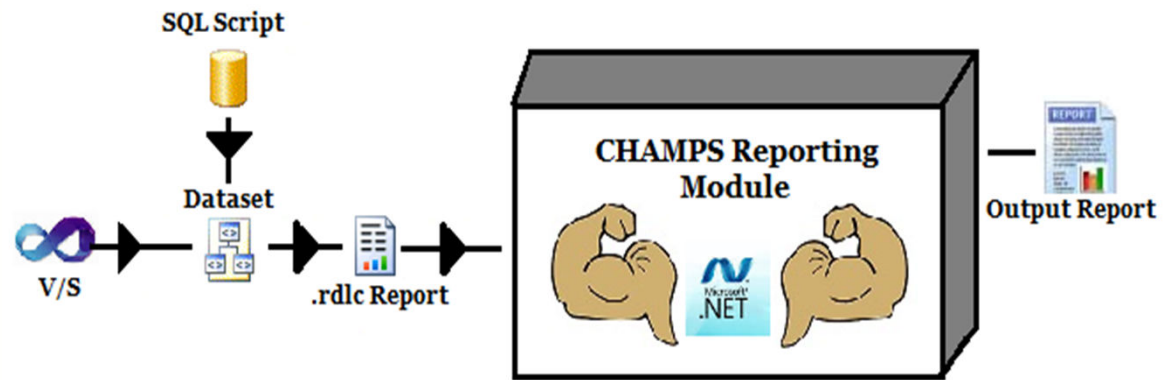 SQL Script
Dataset
V/S
.rdlc Report
CHAMPS Reporting
Module
Microsoft®
.NET
REPORT
Output Report